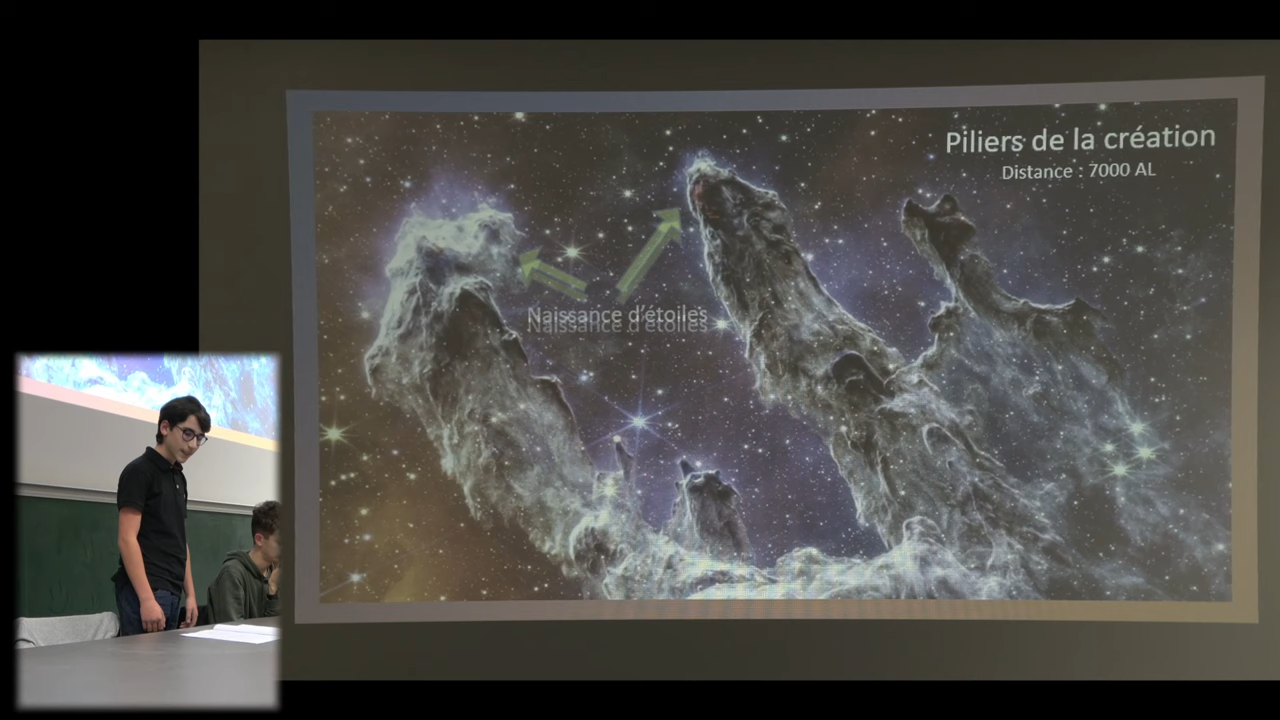 Piliers de la création
Distance : 7000 AL
Naissance d'étoiles